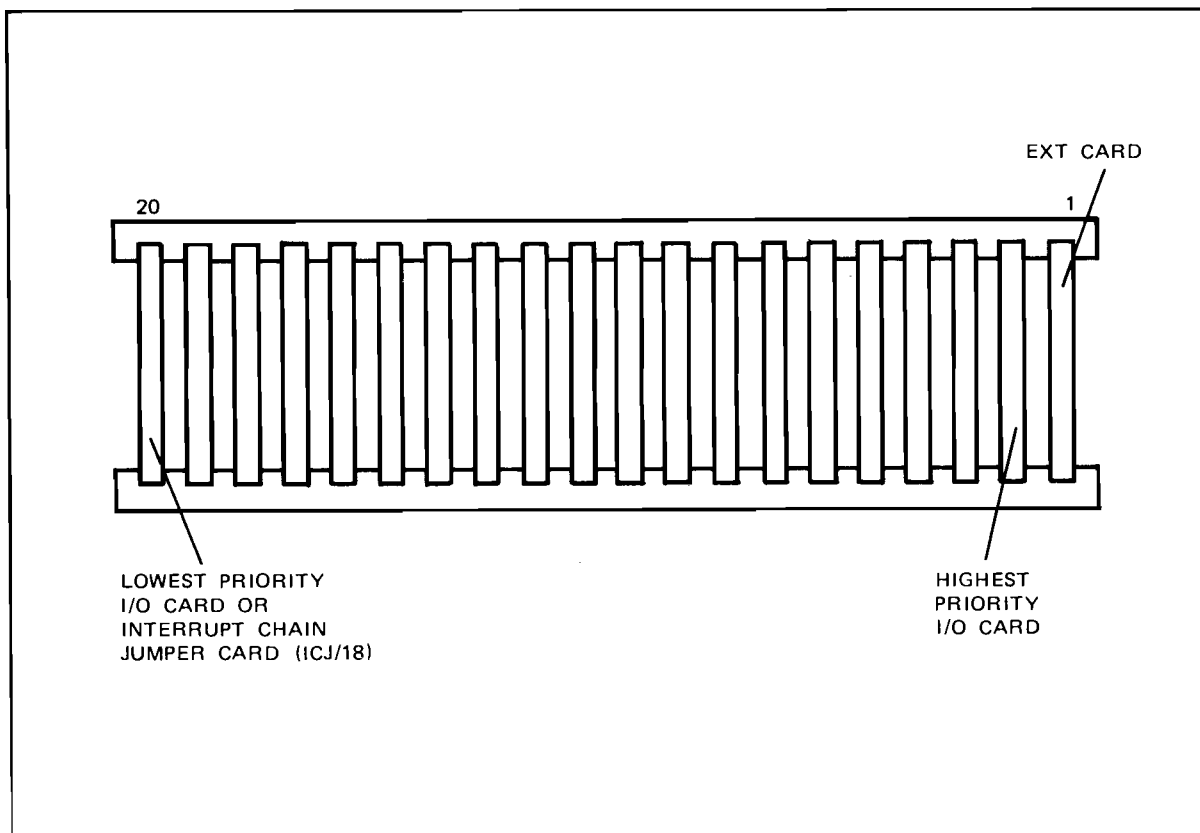 EXT CARD
20
1
LOWEST PRIORITY
I/O CARD OR
INTERRUPT CHAIN
JUMPER CARD (ICJ/18)
HIGHEST
PRIORITY
I/O CARD